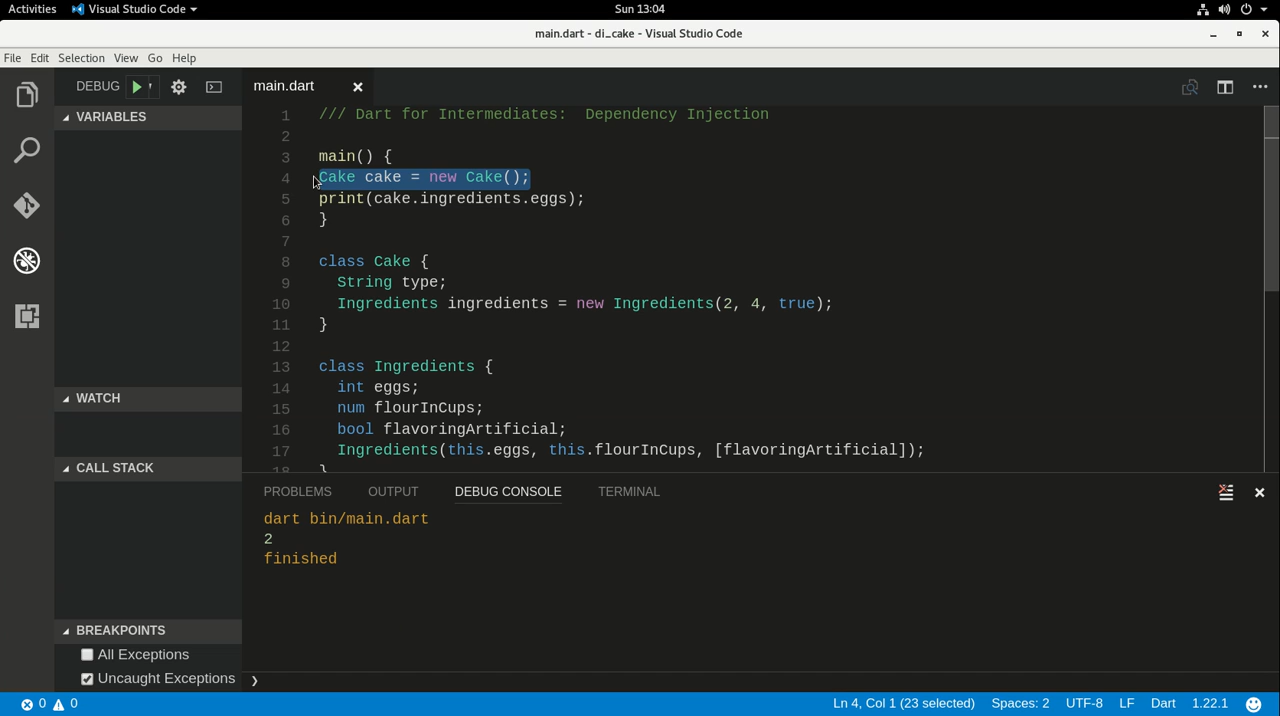 Activities Visual Studio Code Sun 13:04
main.dart - di_cake - Visual Studio Code
File Edit Selection View Go Help
DEBUG
main.dart
VARIABLES
1 /// Dart for Intermediates:  Dependency Injection
2
3 main() {
4 Cake cake = new Cake();
5 print(cake.ingredients.eggs);
6 }
7
8 class Cake {
9   String type;
10   Ingredients ingredients = new Ingredients(2, 4, true);
11 }
12
13 class Ingredients {
14   int eggs;
15   num flourInCups;
16   bool flavoringArtificial;
17   Ingredients(this.eggs, this.flourInCups, [flavoringArtificial]);
18 }
WATCH
CALL STACK
BREAKPOINTS
All Exceptions
Uncaught Exceptions
PROBLEMS OUTPUT DEBUG CONSOLE TERMINAL
dart bin/main.dart
2
finished
❯
0 0 Ln 4, Col 1 (23 selected) Spaces: 2 UTF-8 LF Dart 1.22.1